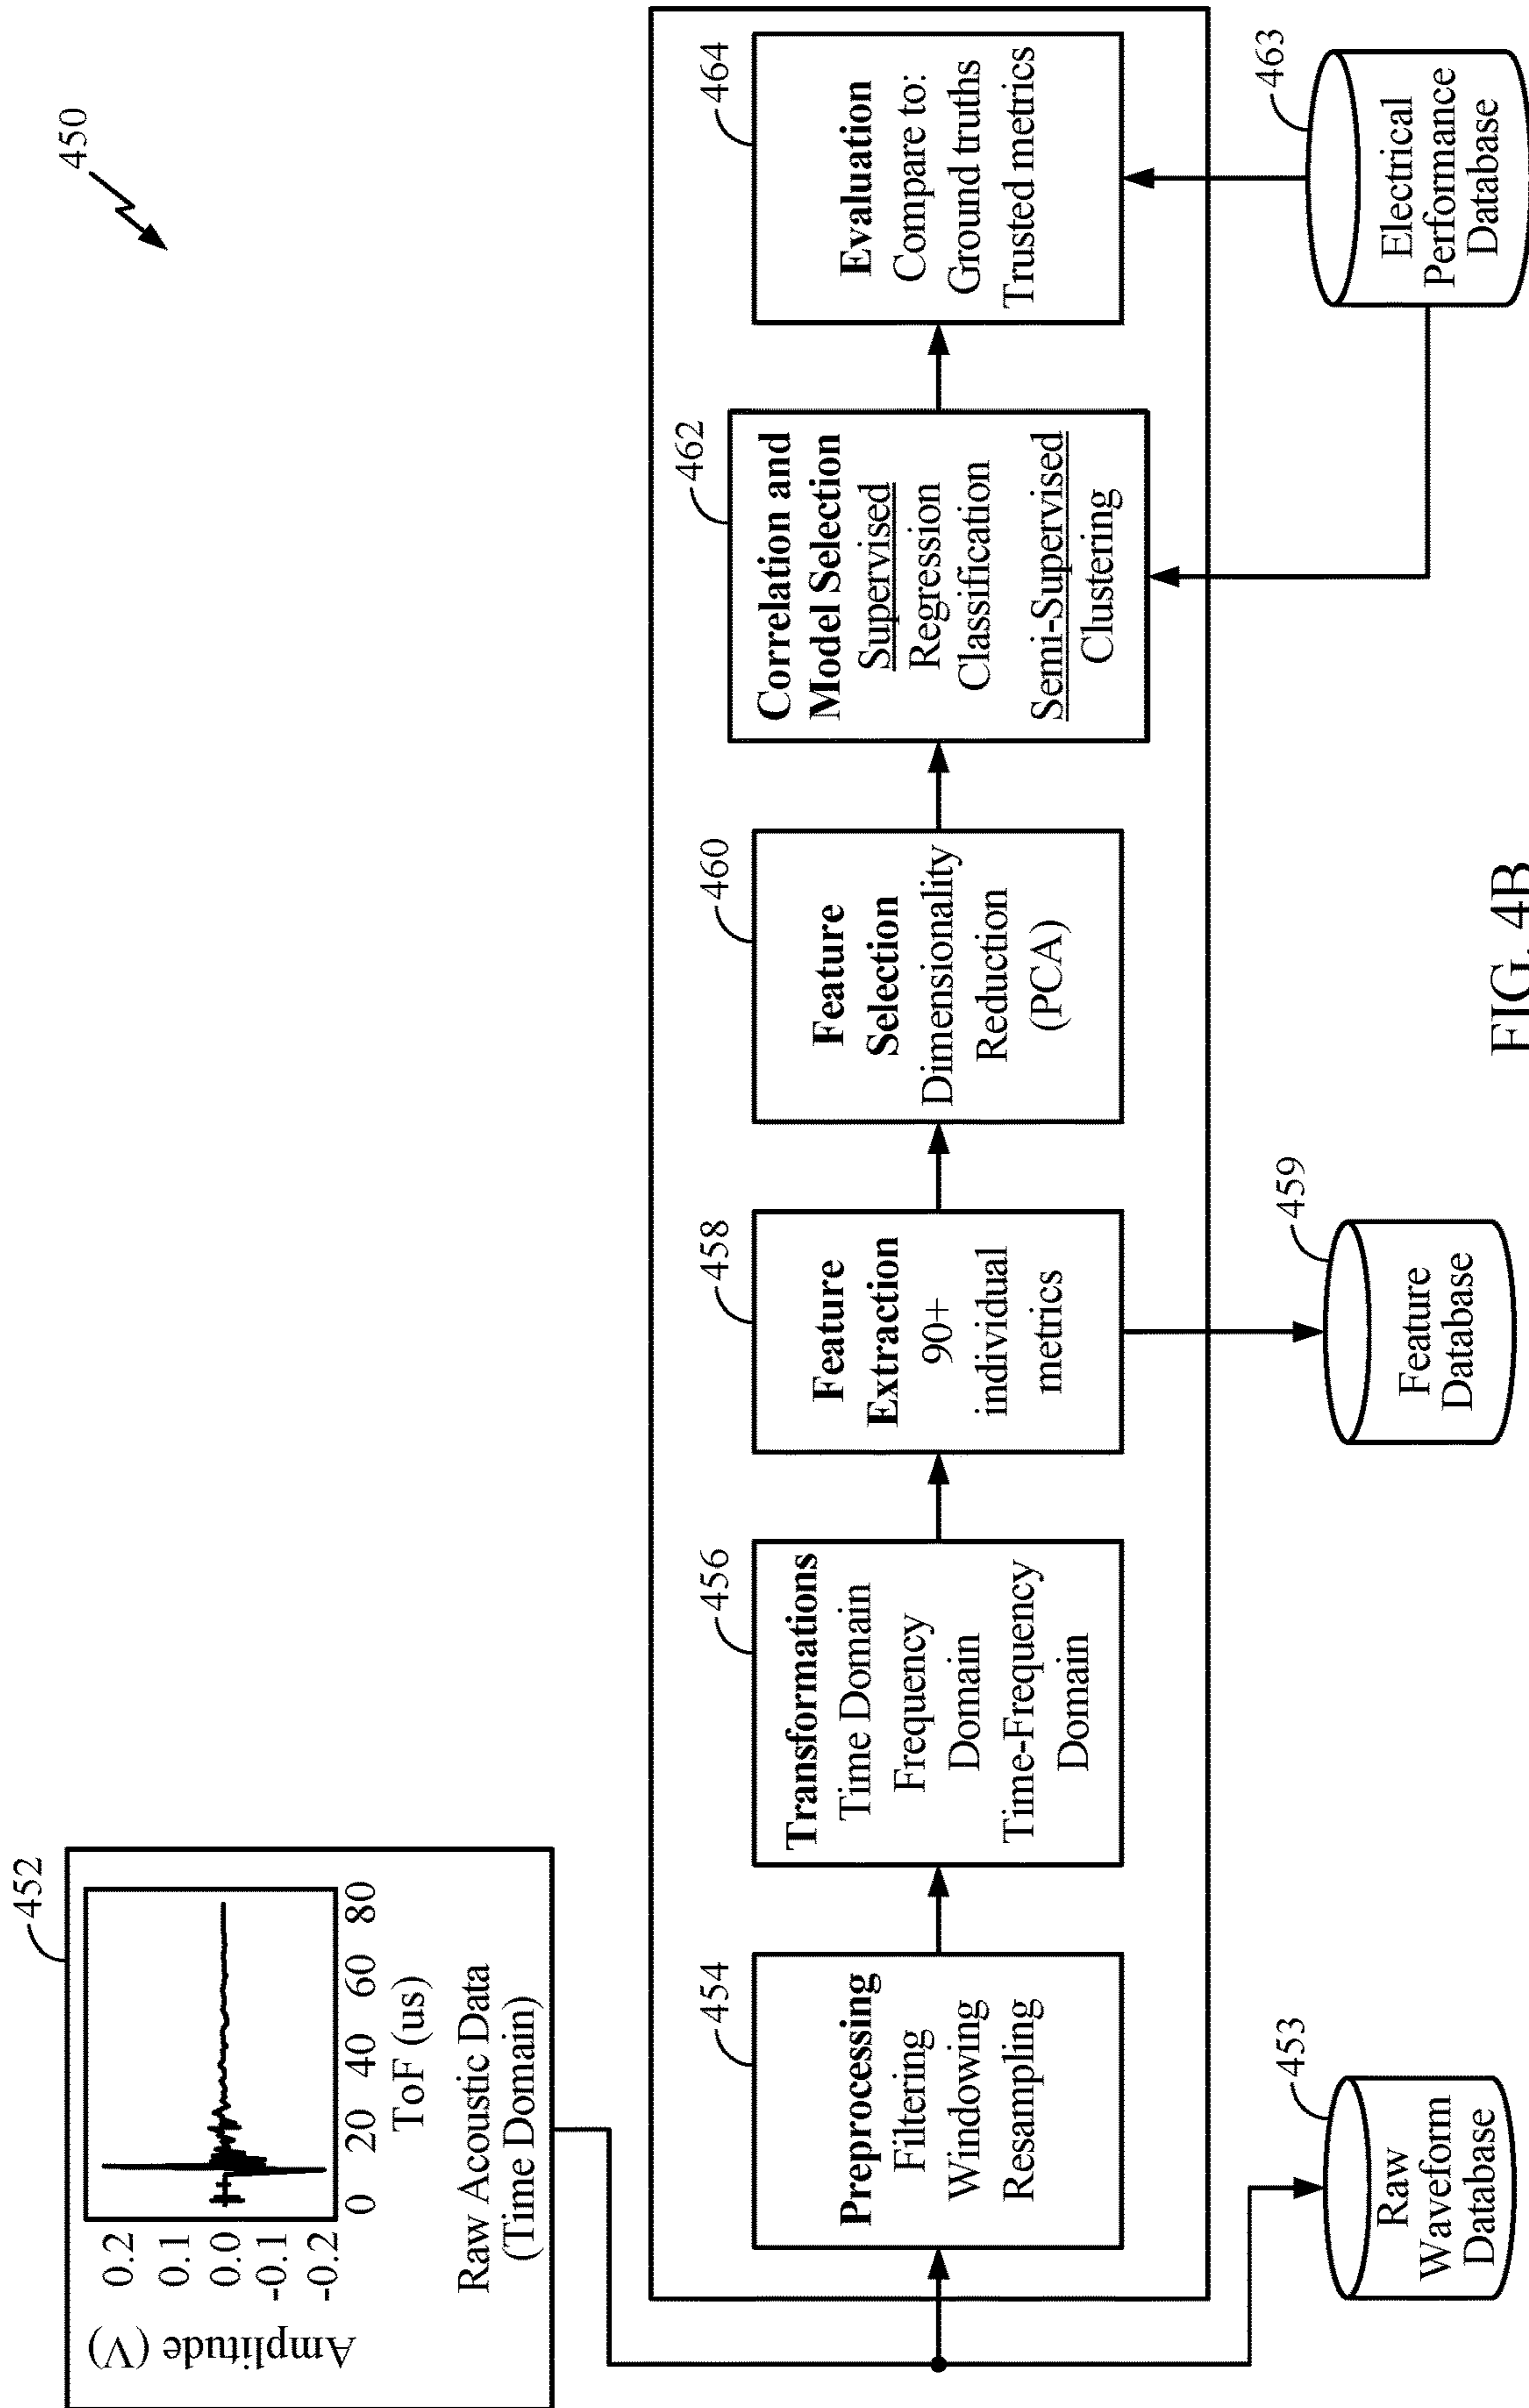 450
452
0.2
0.1
0.0
-0.1
-0.2
Amplitude (V)
0 20 40 60 80
ToF (us)
Raw Acoustic Data
(Time Domain)
454
Preprocessing
Filtering
Windowing
Resampling
456
Transformations
Time Domain
Frequency
Domain
Time-Frequency
Domain
458
Feature
Extraction
90+
individual
metrics
460
Feature
Selection
Dimensionality
Reduction
(PCA)
462
Correlation and
Model Selection
Supervised
Regression
Classification
Semi-Supervised
Clustering
464
Evaluation
Compare to:
Ground truths
Trusted metrics
453
Raw
Waveform
Database
459
Feature
Database
463
Electrical
Performance
Database
FIG. 4B